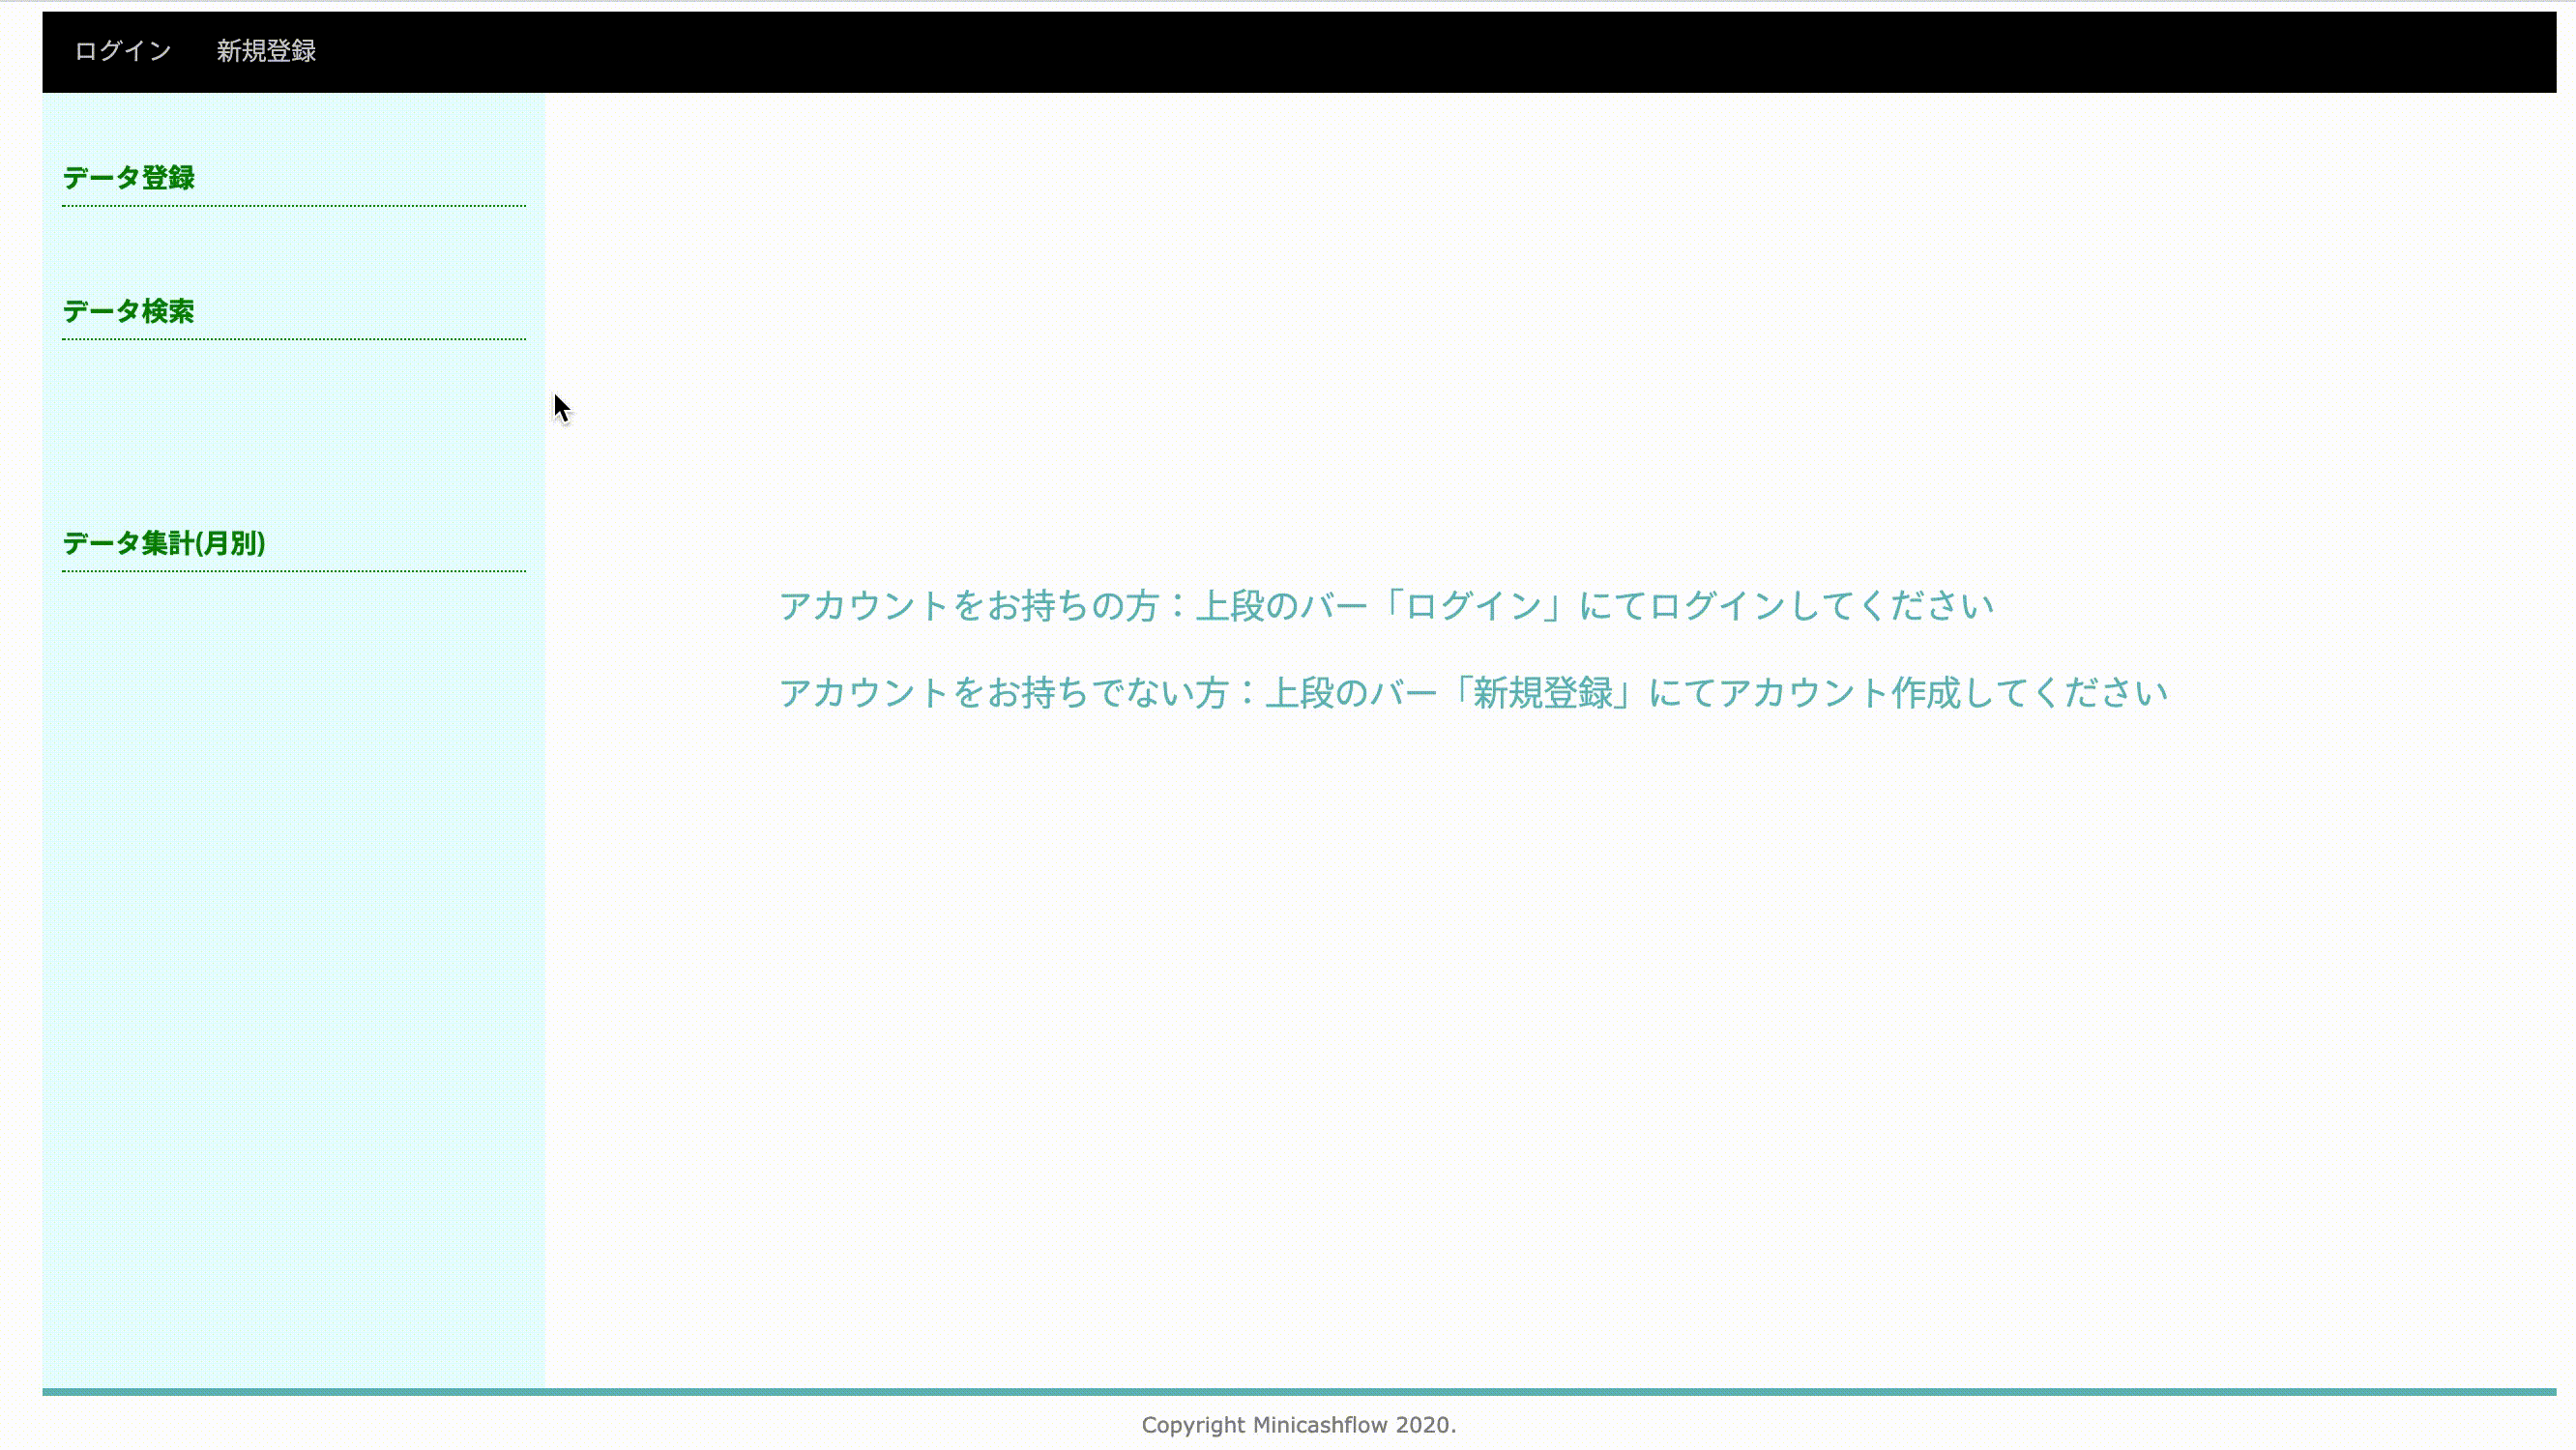 ログイン 新規登録
データ登録
データ検索
データ集計(月別)
アカウントをお持ちの方：上段のバー「ログイン」にてログインしてください
アカウントをお持ちでない方：上段のバー「新規登録」にてアカウント作成してください
Copyright Minicashflow 2020.